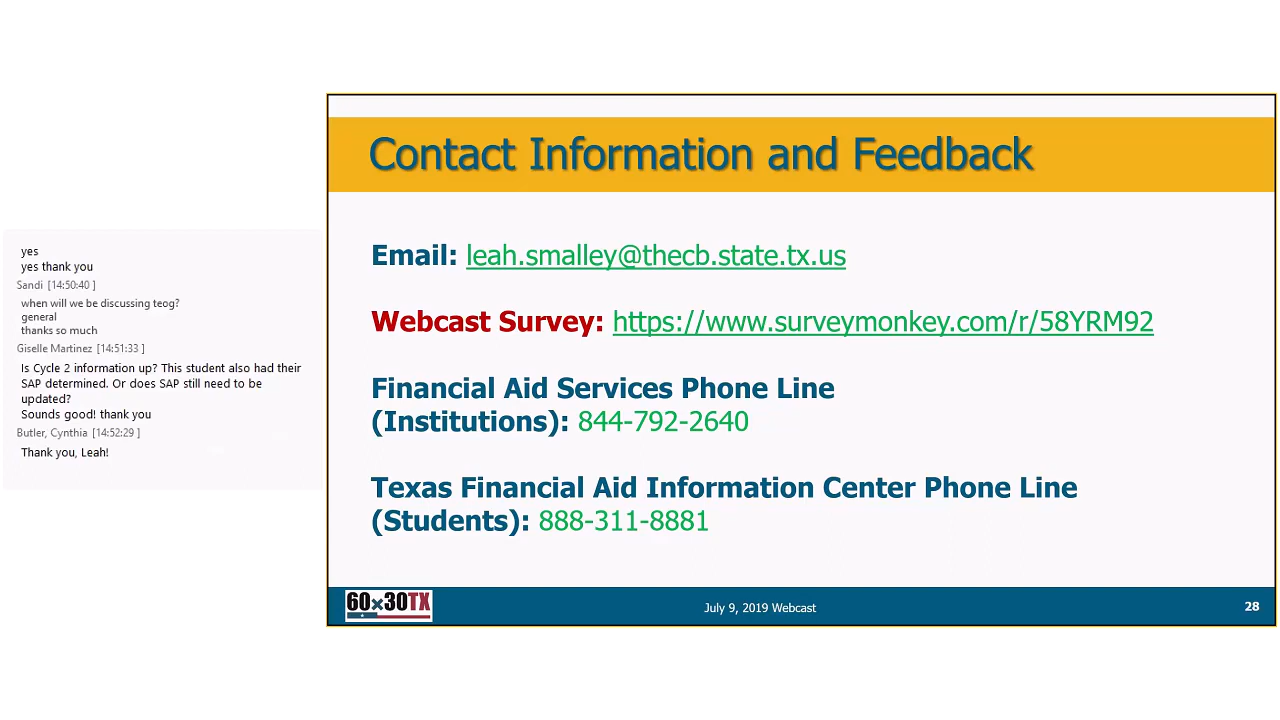 yes
yes thank you
Sandi [14:50:40 ]
when will we be discussing teog?
general
thanks so much
Giselle Martinez [14:51:33 ]
Is Cycle 2 information up? This student also had their
SAP determined. Or does SAP still need to be
updated?
Sounds good! thank you
Butler, Cynthia [14:52:29 ]
Thank you, Leah!
Contact Information and Feedback
Email: leah.smalley@thecb.state.tx.us
Webcast Survey: https://www.surveymonkey.com/r/58YRM92
Financial Aid Services Phone Line
(Institutions): 844-792-2640
Texas Financial Aid Information Center Phone Line
(Students): 888-311-8881
60x30TX
July 9, 2019 Webcast
28